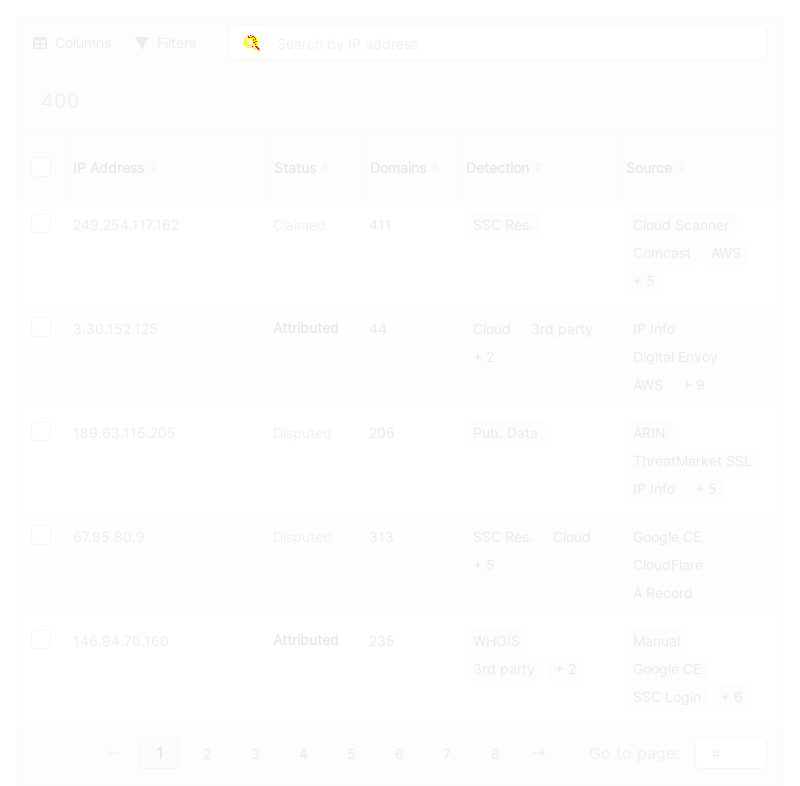 Columns Filters Search by IP address
400
IP Address Status Domains Detection Source
249.254.117.162 Claimed 411 SSC Res. Cloud Scanner
Comcast AWS
+ 5
3.30.152.125 Attributed 44 Cloud 3rd party IP Info
+ 2 Digital Envoy
AWS + 9
189.63.115.205 Disputed 206 Pub. Data ARIN
ThreatMarket SSL
IP Info + 5
67.85.80.9 Disputed 313 SSC Res. Cloud Google CE
+ 5 CloudFlare
A Record
146.94.76.160 Attributed 235 WHOIS Manual
3rd party + 2 Google CE
SSC Login + 6
← 1 2 3 4 5 6 7 8 → Go to page: #